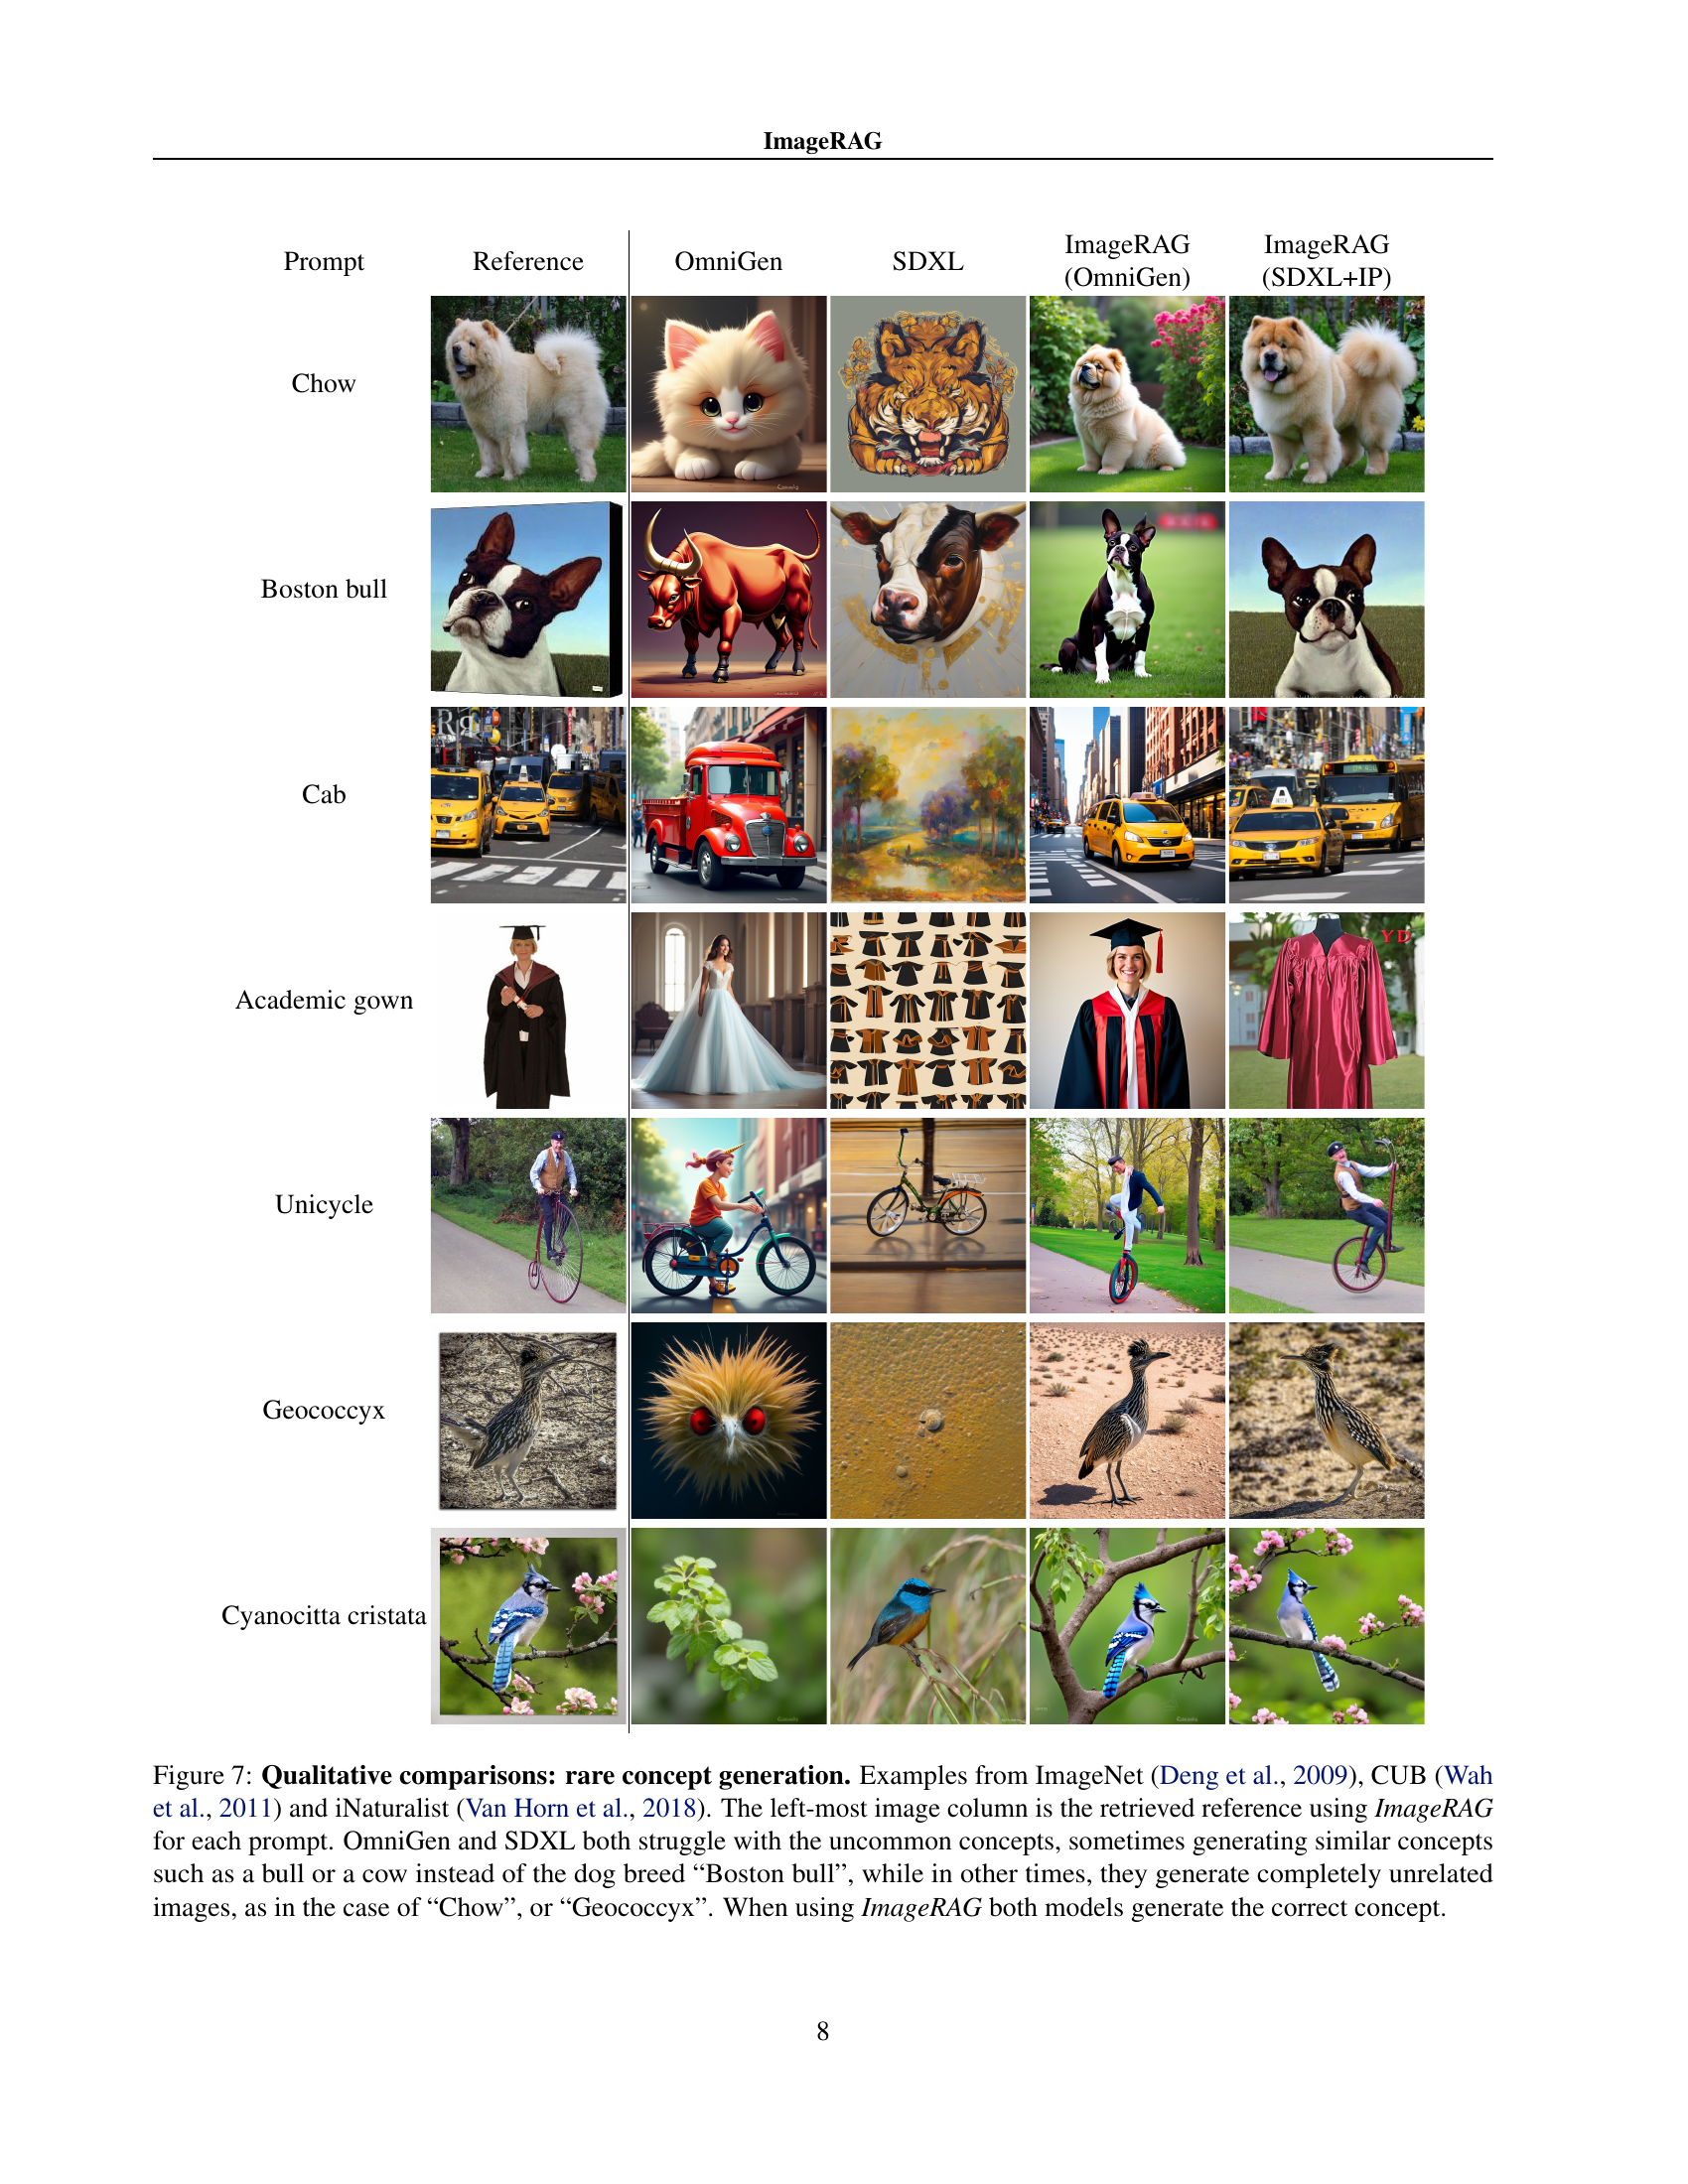 ImageRAG
Prompt
Reference
OmniGen
SDXL
ImageRAG
(OmniGen)
ImageRAG
(SDXL+IP)
Chow
Boston bull
Cab
Academic gown
YD
Unicycle
Geococcyx
Cyanocitta cristata
Figure 7: Qualitative comparisons: rare concept generation. Examples from ImageNet (Deng et al., 2009), CUB (Wah
et al., 2011) and iNaturalist (Van Horn et al., 2018). The left-most image column is the retrieved reference using ImageRAG
for each prompt. OmniGen and SDXL both struggle with the uncommon concepts, sometimes generating similar concepts
such as a bull or a cow instead of the dog breed “Boston bull”, while in other times, they generate completely unrelated
images, as in the case of “Chow”, or “Geococcyx”. When using ImageRAG both models generate the correct concept.
8